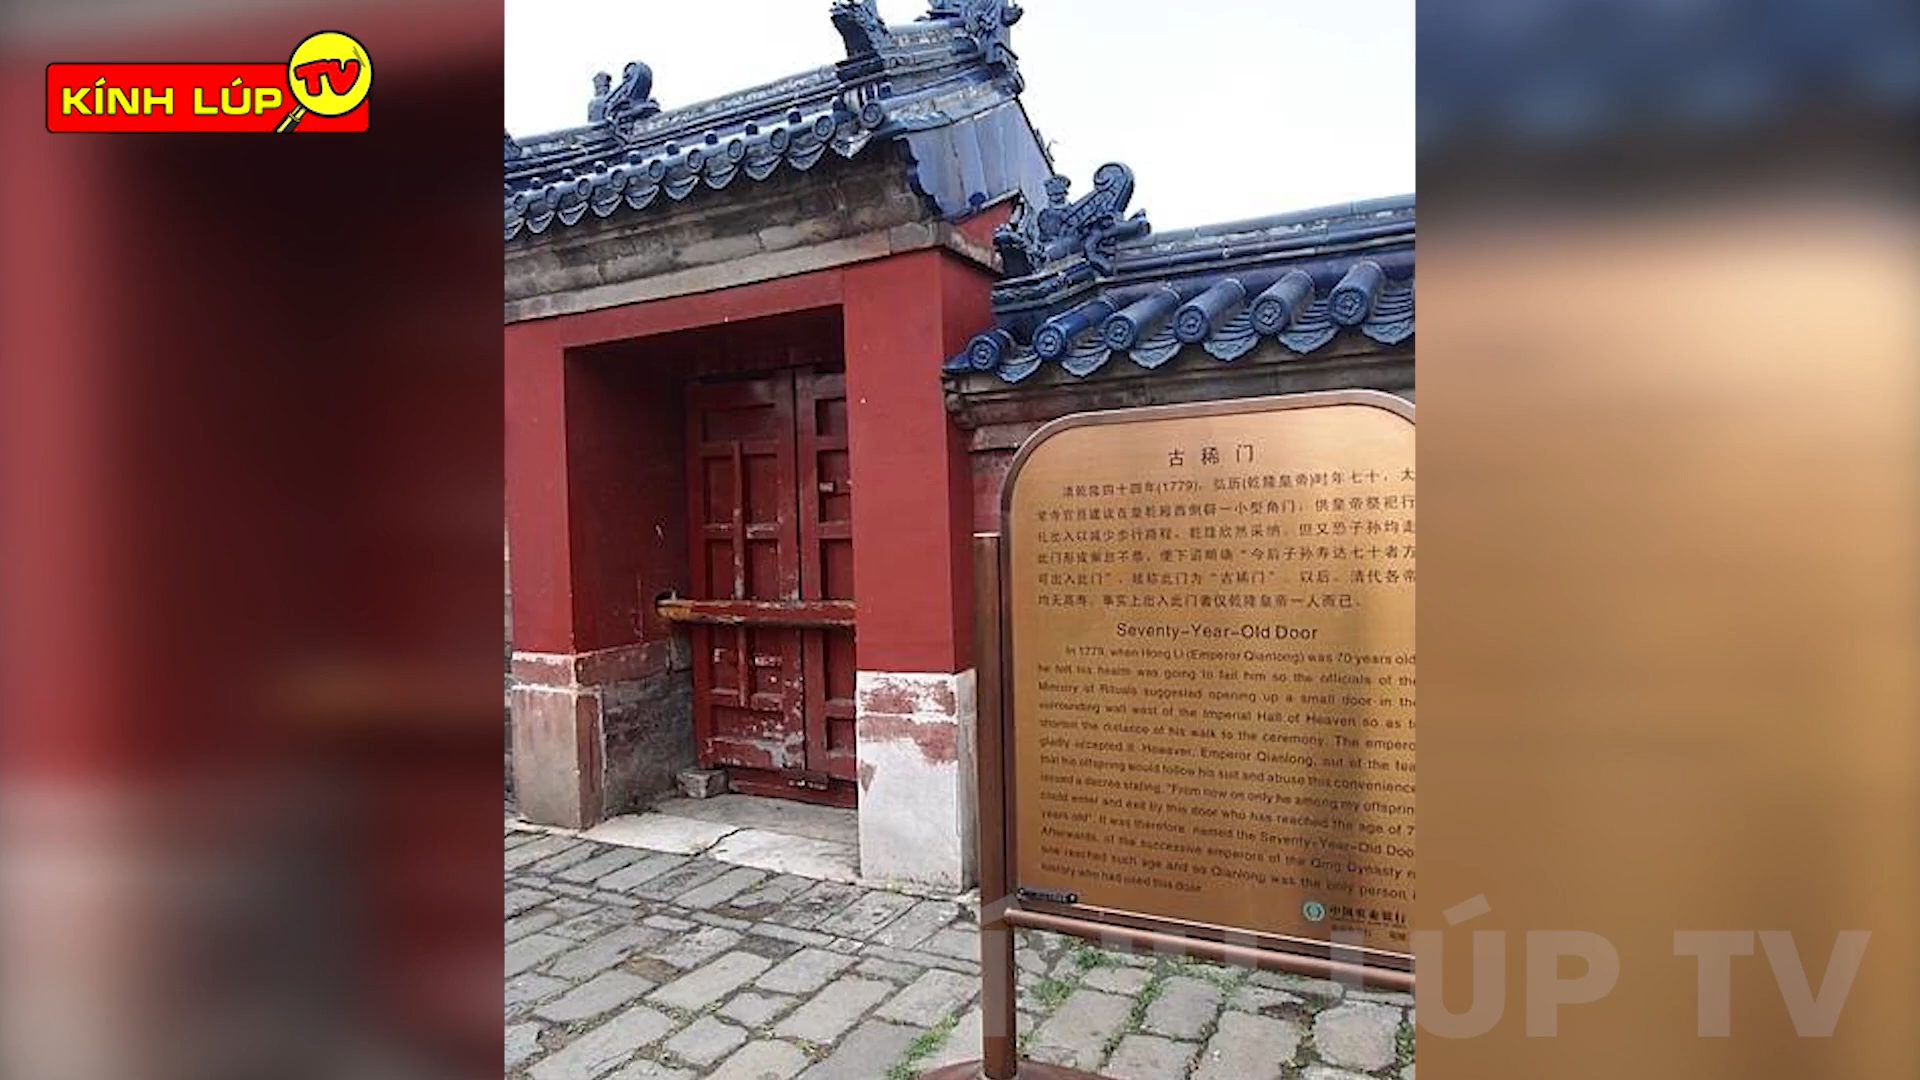 KÍNH LÚP TV
古稀门
清乾隆四十四年(1779)，弘历(乾隆皇帝)时年七十，太
常寺官员建议在皇乾殿西侧辟一小型角门，供皇帝祭祀行
礼出入以减少步行路程。乾隆欣然采纳。但又恐子孙均走
此门形成懈怠不恭，便下诏明确“今后子孙寿达七十者方
可出入此门”，遂称此门为“古稀门”。以后，清代各帝
均无高寿，事实上出入此门者仅乾隆皇帝一人而已。
Seventy-Year-Old Door
In 1779, when Hong Li (Emperor Qianlong) was 70 years old
he felt his health was going to fail him so the officials of the
Ministry of Rituals suggested opening up a small door in the
surrounding wall west of the Imperial Hall of Heaven so as t
shorten the distance of his walk to the ceremony. The empero
gladly accepted it. However, Emperor Qianlong, out of the fea
that his offspring would follow his suit and abuse this convenience
issued a decree stating, "From now on only he among my offsprin
could enter and exit by this door who has reached the age of 7
years old". It was therefore named the Seventy-Year-Old Doo
Afterwards, of the successive emperors of the Qing Dynasty n
one reached such age and so Qianlong was the only person i
history who had used this door.
中国农业银行
KÍNH LÚP TV